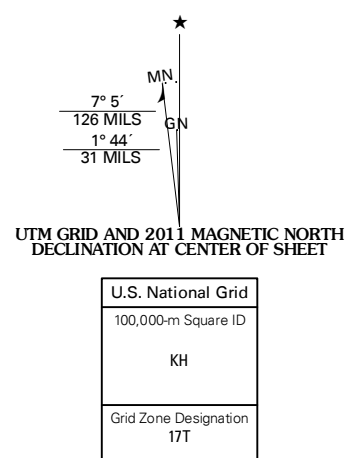 ★
MN
7° 5´
126 MILS
GN
1° 44´
31 MILS
UTM GRID AND 2011 MAGNETIC NORTH
DECLINATION AT CENTER OF SHEET
U.S. National Grid
100,000-m Square ID
KH
Grid Zone Designation
17T